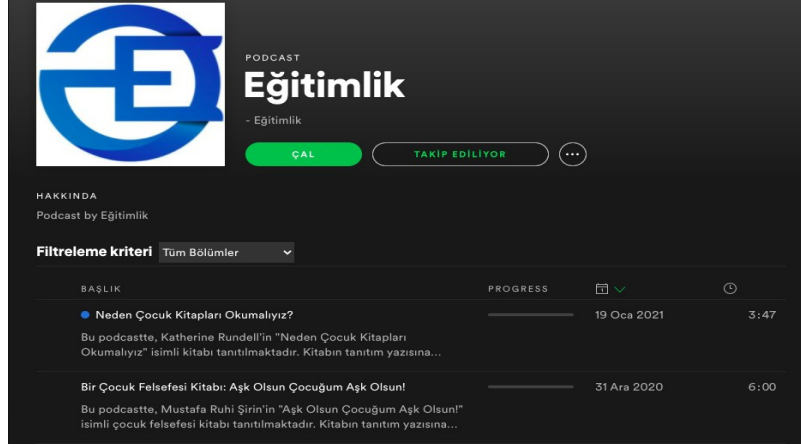 PODCAST
Eğitimlik
- Eğitimlik
ÇAL
TAKİP EDİLİYOR
HAKKINDA
Podcast by Eğitimlik
Filtreleme kriteri Tüm Bölümler
BAŞLIK PROGRESS
Neden Çocuk Kitapları Okumalıyız? 19 Oca 2021 3:47
Bu podcastte, Katherine Rundell'in "Neden Çocuk Kitapları
Okumalıyız" isimli kitabı tanıtılmaktadır. Kitabın tanıtım yazısına...
Bir Çocuk Felsefesi Kitabı: Aşk Olsun Çocuğum Aşk Olsun! 31 Ara 2020 6:00
Bu podcastte, Mustafa Ruhi Şirin'in "Aşk Olsun Çocuğum Aşk Olsun!"
isimli çocuk felsefesi kitabı tanıtılmaktadır. Kitabın tanıtım yazısına...